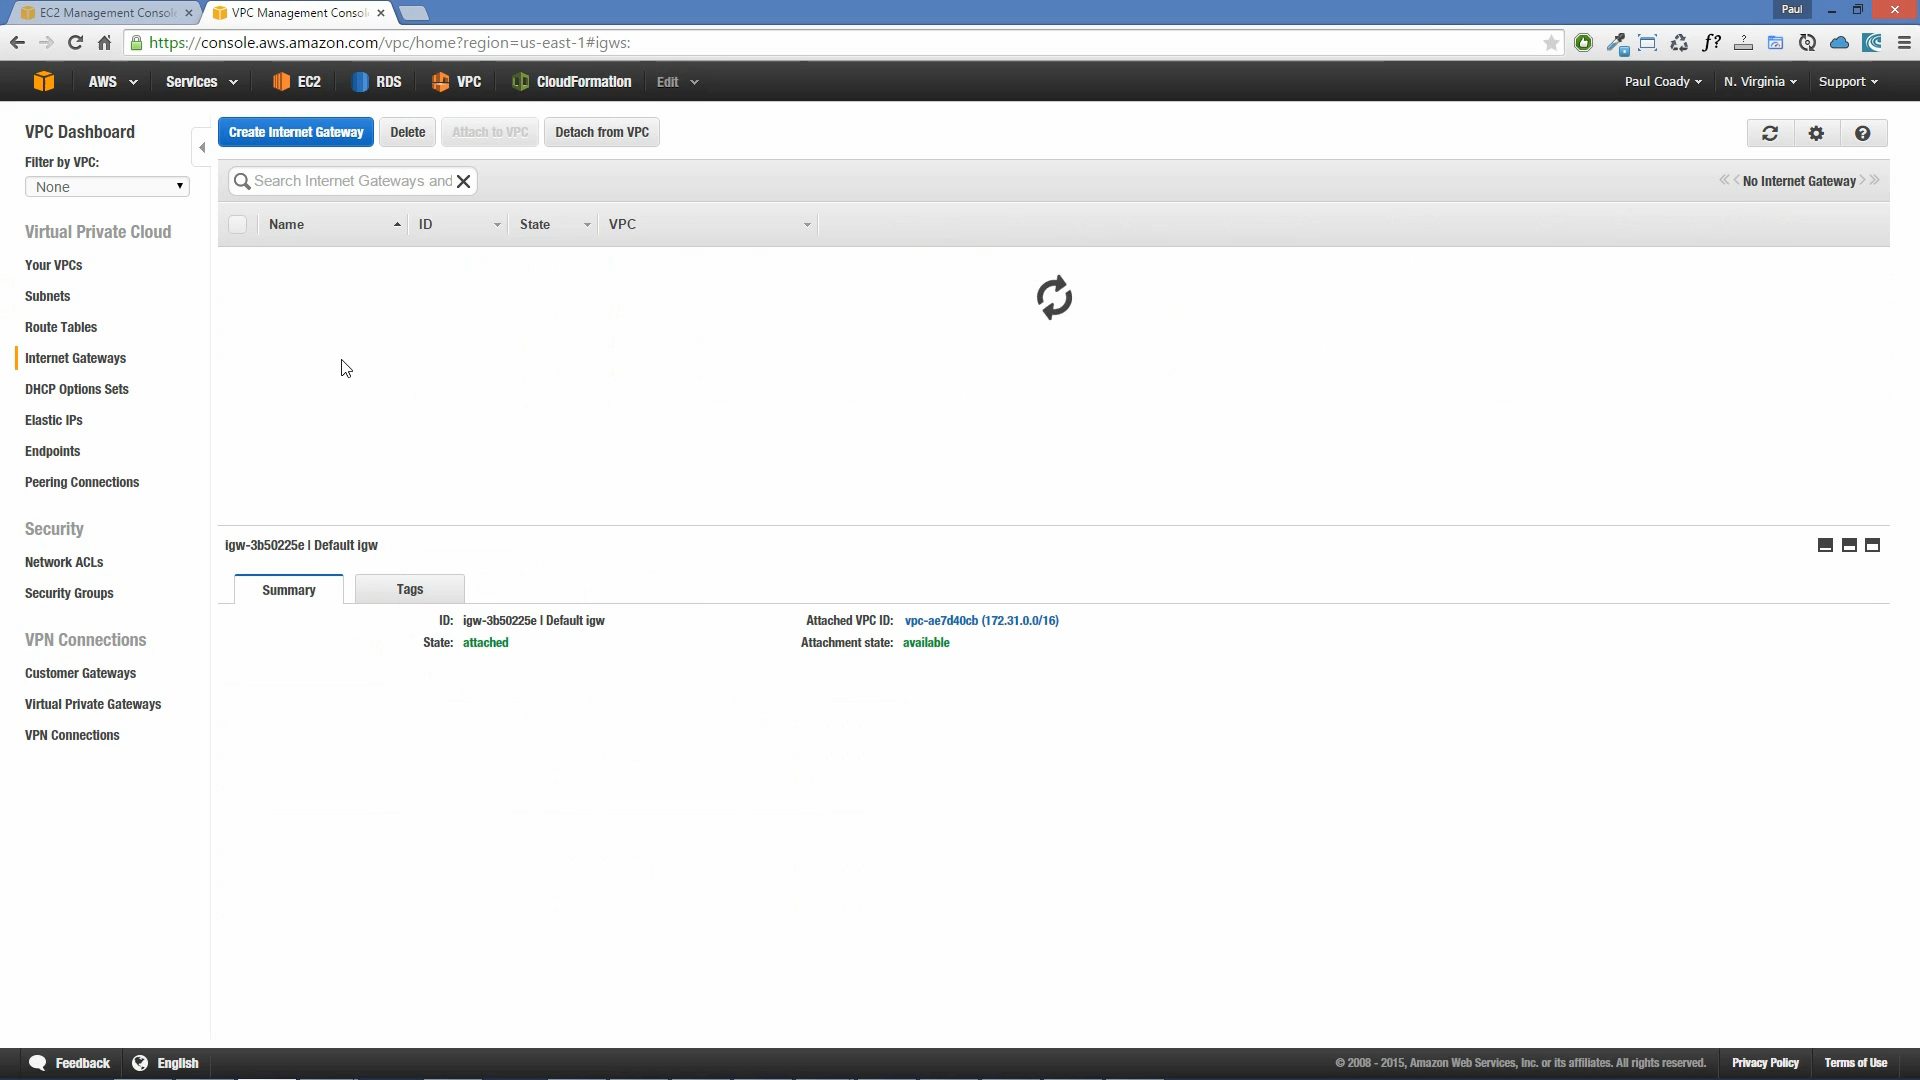 EC2 Management Consol
VPC Management Consol
Paul
https://console.aws.amazon.com/vpc/home?region=us-east-1#igws:
f?
AWS
Services
EC2
RDS
VPC
CloudFormation
Edit
Paul Coady
N. Virginia
Support
VPC Dashboard
Filter by VPC:
None
Virtual Private Cloud
Your VPCs
Subnets
Route Tables
Internet Gateways
DHCP Options Sets
Elastic IPs
Endpoints
Peering Connections
Security
Network ACLs
Security Groups
VPN Connections
Customer Gateways
Virtual Private Gateways
VPN Connections
Create Internet Gateway
Delete
Attach to VPC
Detach from VPC
Search Internet Gateways and
No Internet Gateway
Name
ID
State
VPC
igw-3b50225e | Default igw
Summary
Tags
ID: igw-3b50225e | Default igw
Attached VPC ID: vpc-ae7d40cb (172.31.0.0/16)
State: attached
Attachment state: available
Feedback
English
© 2008 - 2015, Amazon Web Services, Inc. or its affiliates. All rights reserved.
Privacy Policy
Terms of Use